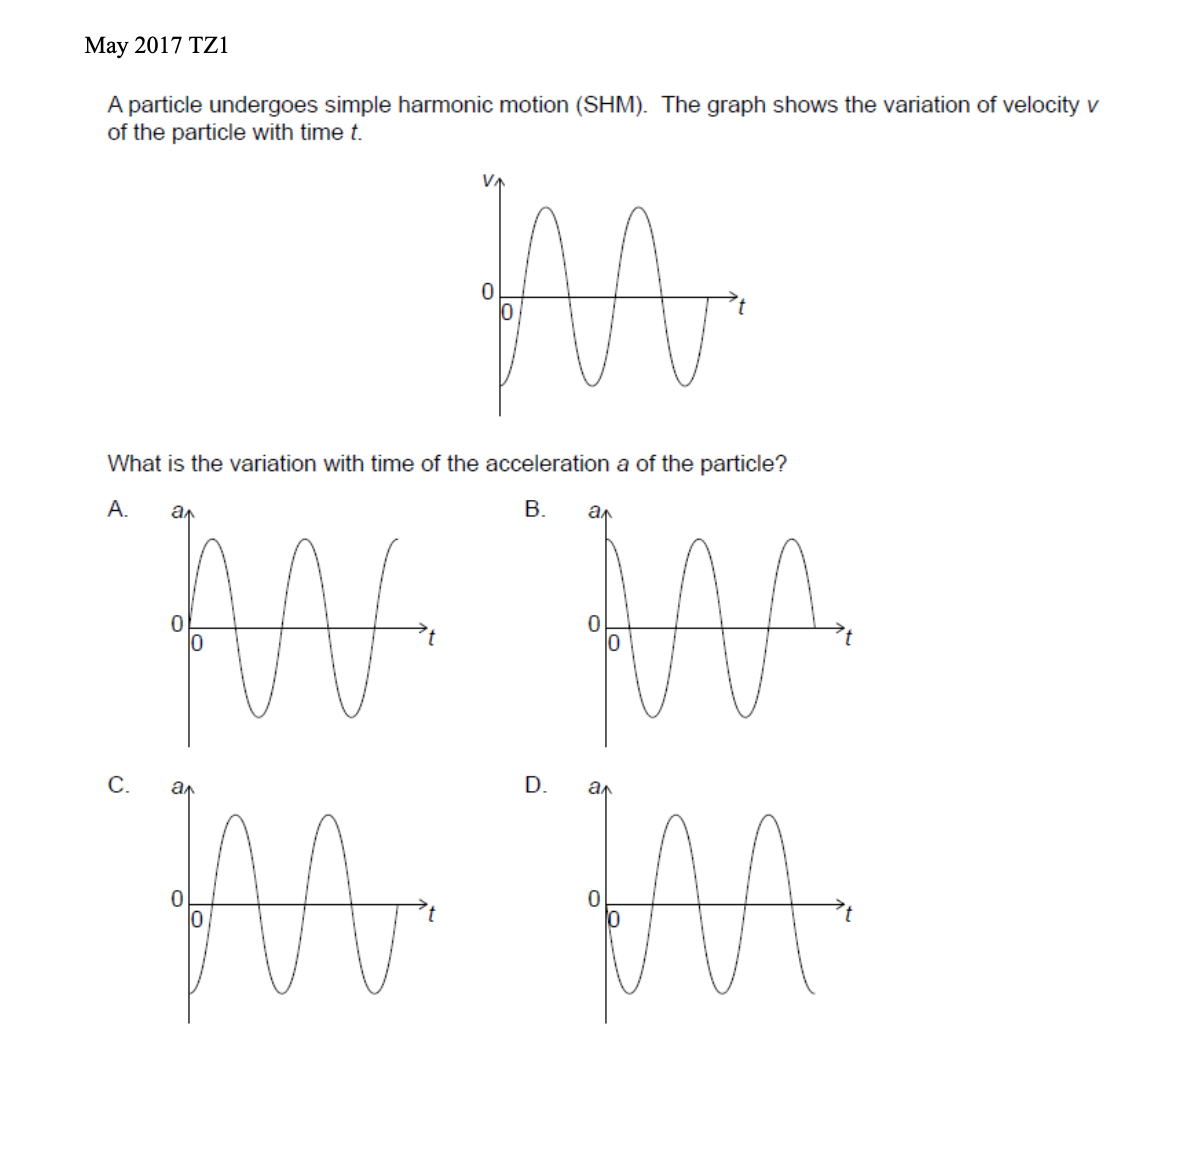 May 2017 TZ1
A particle undergoes simple harmonic motion (SHM). The graph shows the variation of velocity v
of the particle with time t.
v
0
0
t
What is the variation with time of the acceleration a of the particle?
A.
a
0
0
t
B.
a
0
0
t
C.
a
0
0
t
D.
a
0
0
t